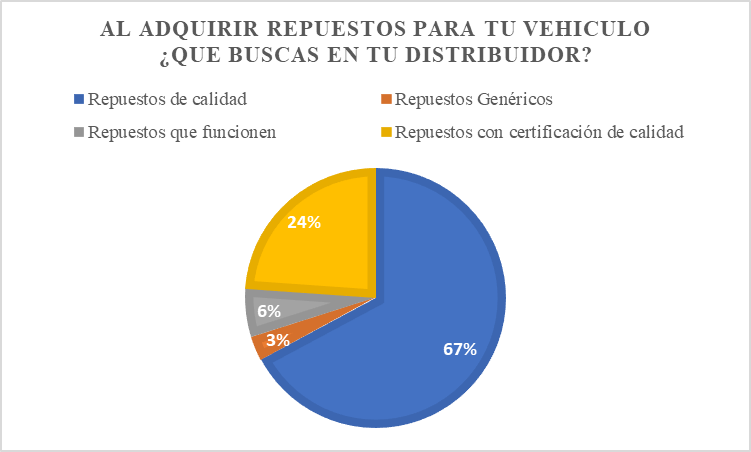 AL ADQUIRIR REPUESTOS PARA TU VEHICULO
¿QUE BUSCAS EN TU DISTRIBUIDOR?
Repuestos de calidad
Repuestos Genéricos
Repuestos que funcionen
Repuestos con certificación de calidad
24%
6%
3%
67%